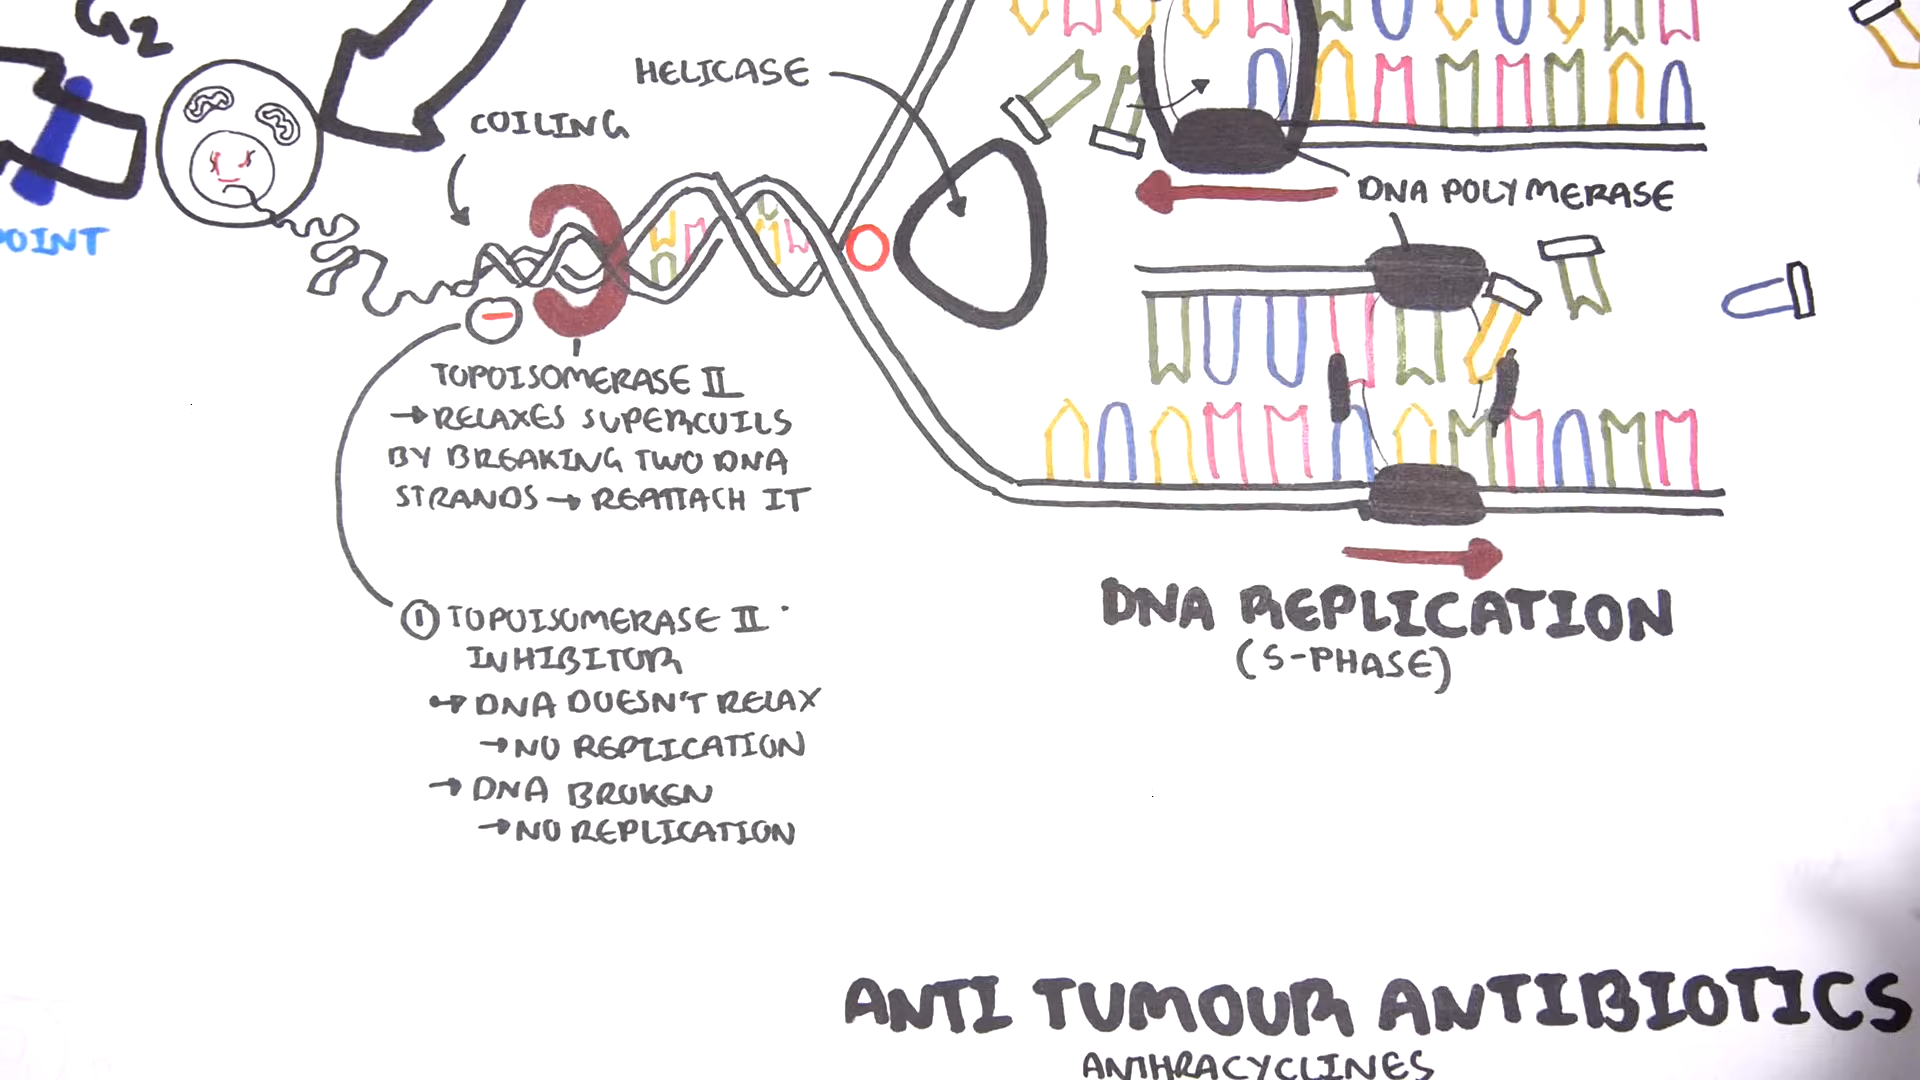 G2
HELICASE
COILING
DNA POLYMERASE
POINT
TOPOISOMERASE II
→ RELAXES SUPERCOILS
BY BREAKING TWO DNA
STRANDS → REATTACH IT
① TOPOISOMERASE II
INHIBITOR
→ DNA DOESN'T RELAX
→ NO REPLICATION
→ DNA BROKEN
→ NO REPLICATION
DNA REPLICATION
(S-PHASE)
ANTI TUMOUR ANTIBIOTICS
ANTHRACYCLINES